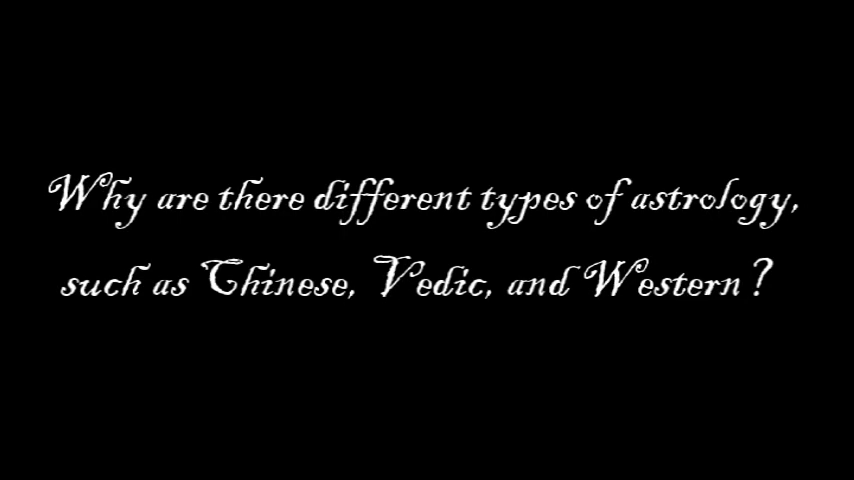 Why are there different types of astrology,
such as Chinese, Vedic, and Western?